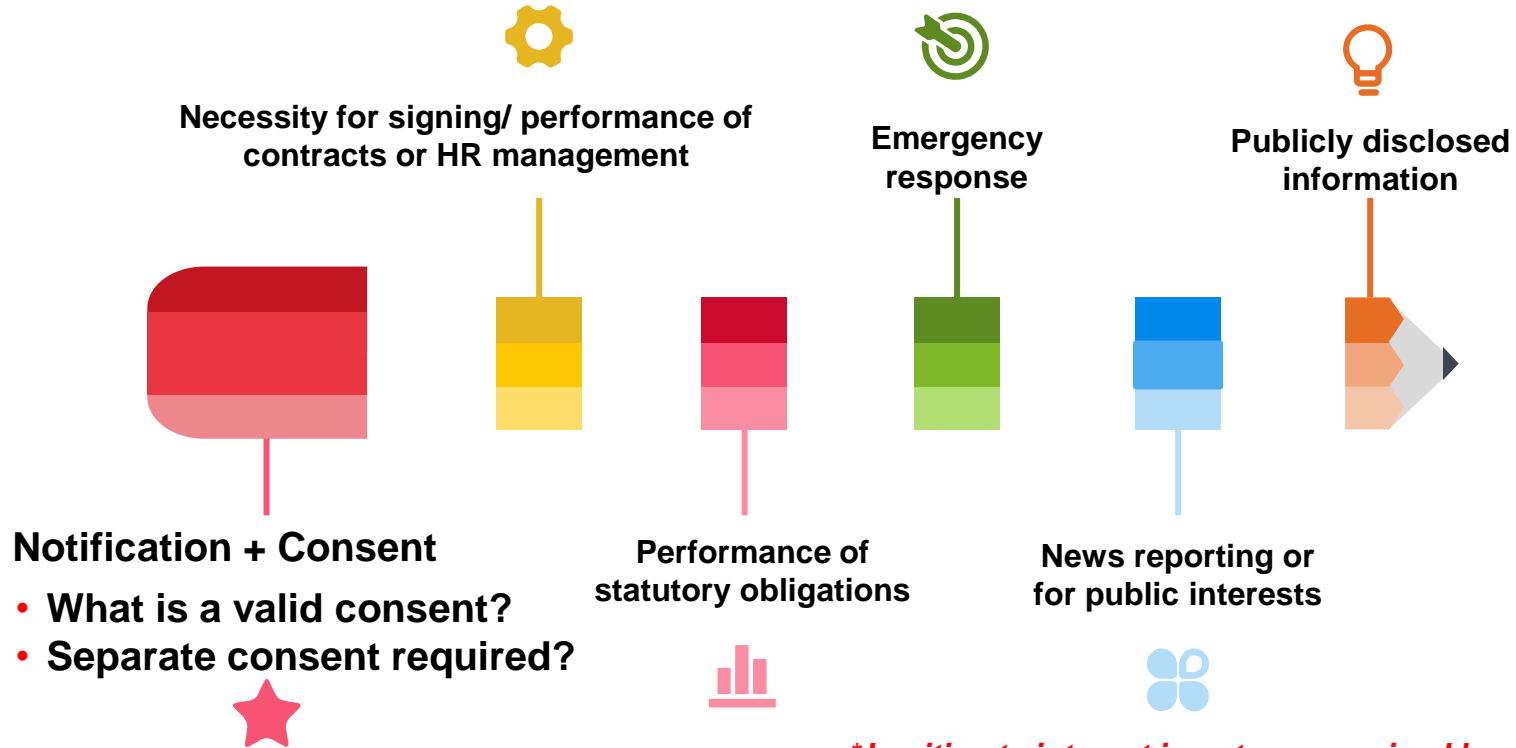 Necessity for signing/ performance of
contracts or HR management
Emergency
response
Publicly disclosed
information
Notification + Consent
• What is a valid consent?
• Separate consent required?
Performance of
statutory obligations
News reporting or
for public interests